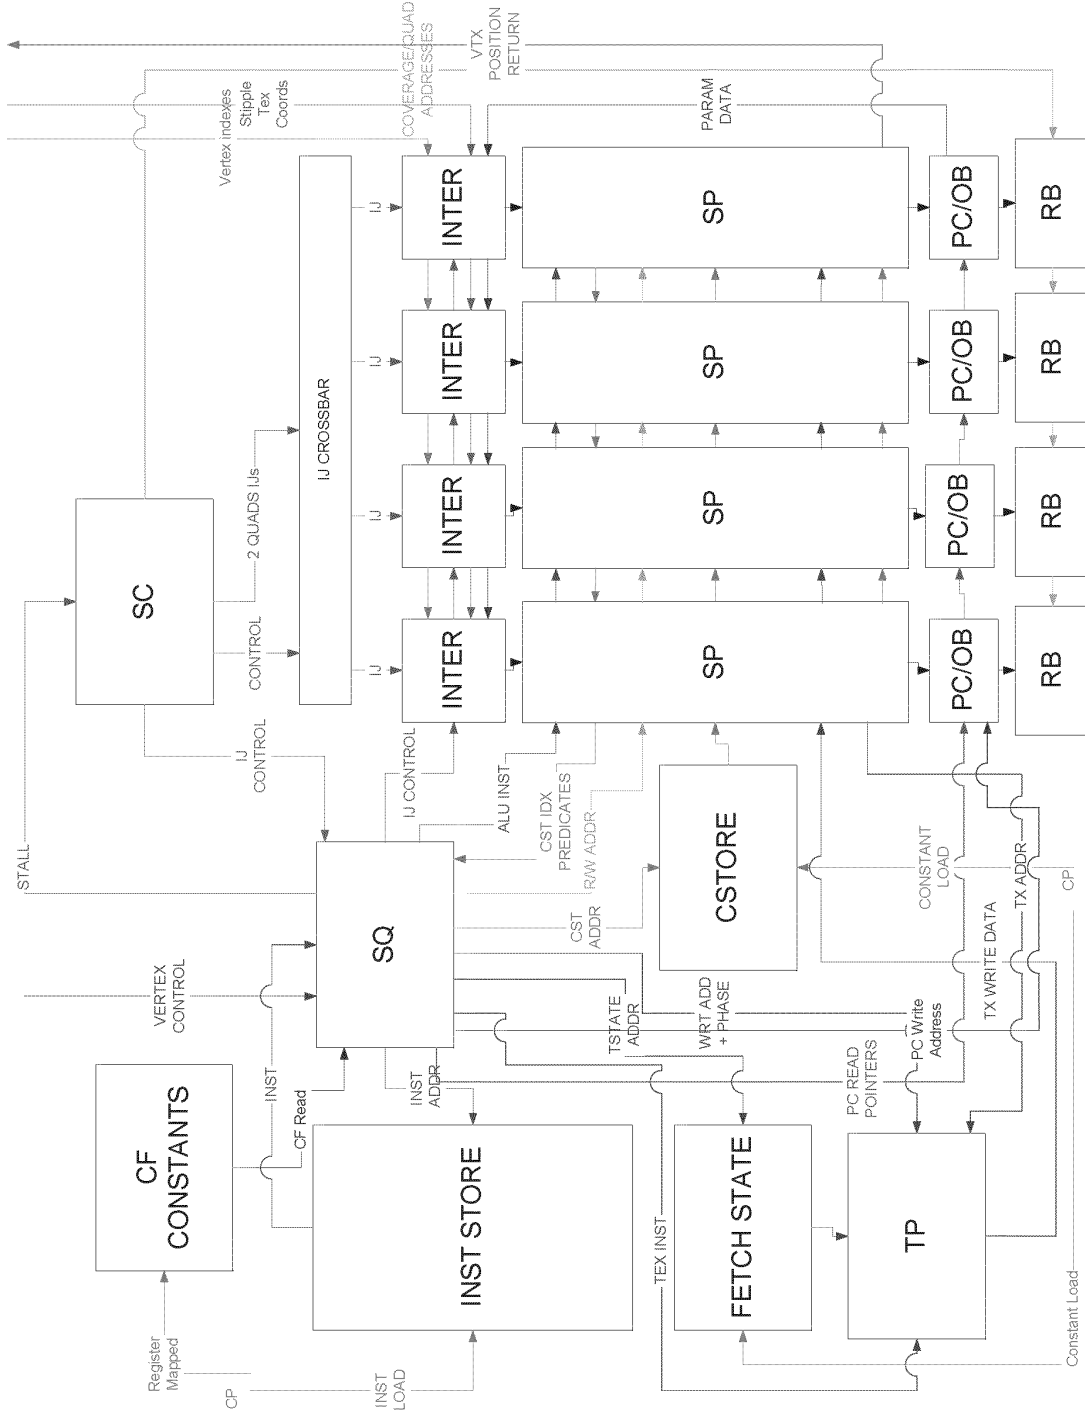 STALL
VERTEX
CONTROL
INST
CF
CONSTANTS
CF Read
Register
Mapped
CP
INST
LOAD
INST STORE
INST
ADDR
SQ
SC
IJ
CONTROL
CONTROL
2 QUADS IJs
IJ CROSSBAR
Vertex indexes
Stipple
Tex
Coords
COVERAGE/QUAD
ADDRESSES
VTX
POSITION
RETURN
IJ
IJ
IJ
IJ
IJ CONTROL
INTER
INTER
INTER
INTER
ALU INST
CST IDX
PREDICATES
R/W ADDR
CST
ADDR
TSTATE
ADDR
WRT ADD
+ PHASE
CSTORE
SP
SP
SP
SP
PARAM
DATA
TEX INST
FETCH STATE
PC READ
POINTERS
PC Write
Address
CONSTANT
LOAD
TX WRITE DATA
TX ADDR
TP
PC/OB
PC/OB
PC/OB
PC/OB
RB
RB
RB
RB
Constant Load
CP